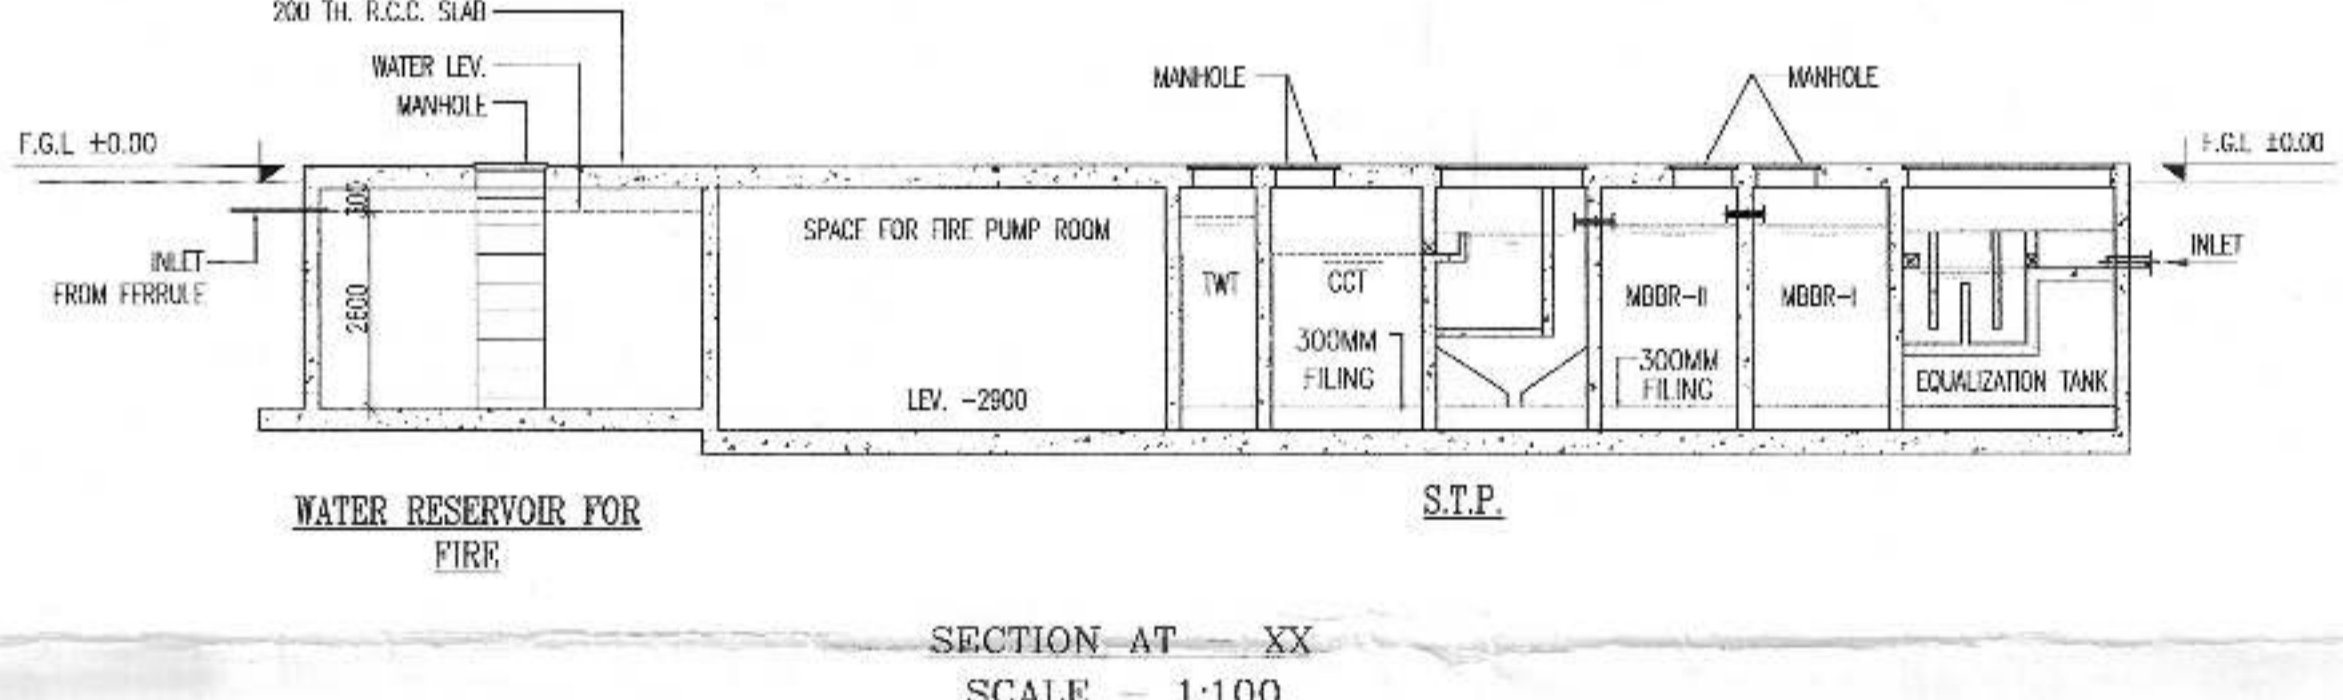 200 TH. R.C.C. SLAB
WATER LEV.
MANHOLE
F.G.L ±0.00
INLET
FROM FERRULE
300
2600
SPACE FOR FIRE PUMP ROOM
LEV. -2900
MANHOLE
MANHOLE
F.G.L ±0.00
TWT
CCT
300MM
FILING
MBBR-II
300MM
FILING
MBBR-I
EQUALIZATION TANK
INLET
WATER RESERVOIR FOR
FIRE
S.T.P.
SECTION AT XX
SCALE - 1:100